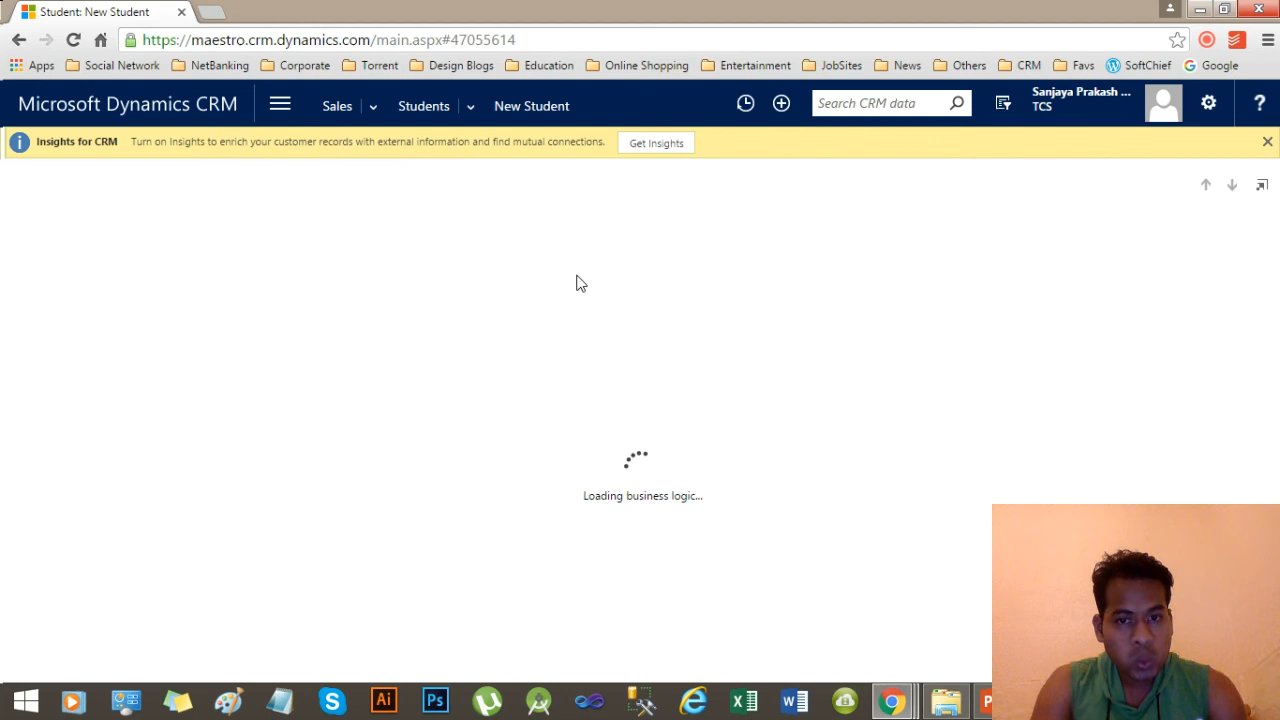 Student: New Student
https://maestro.crm.dynamics.com/main.aspx#47055614
Apps Social Network NetBanking Corporate Torrent Design Blogs Education Online Shopping Entertainment JobSites News Others CRM Favs SoftChief Google
Microsoft Dynamics CRM Sales Students New Student Search CRM data Sanjaya Prakash ...
TCS
Insights for CRM Turn on Insights to enrich your customer records with external information and find mutual connections. Get Insights
Loading business logic...